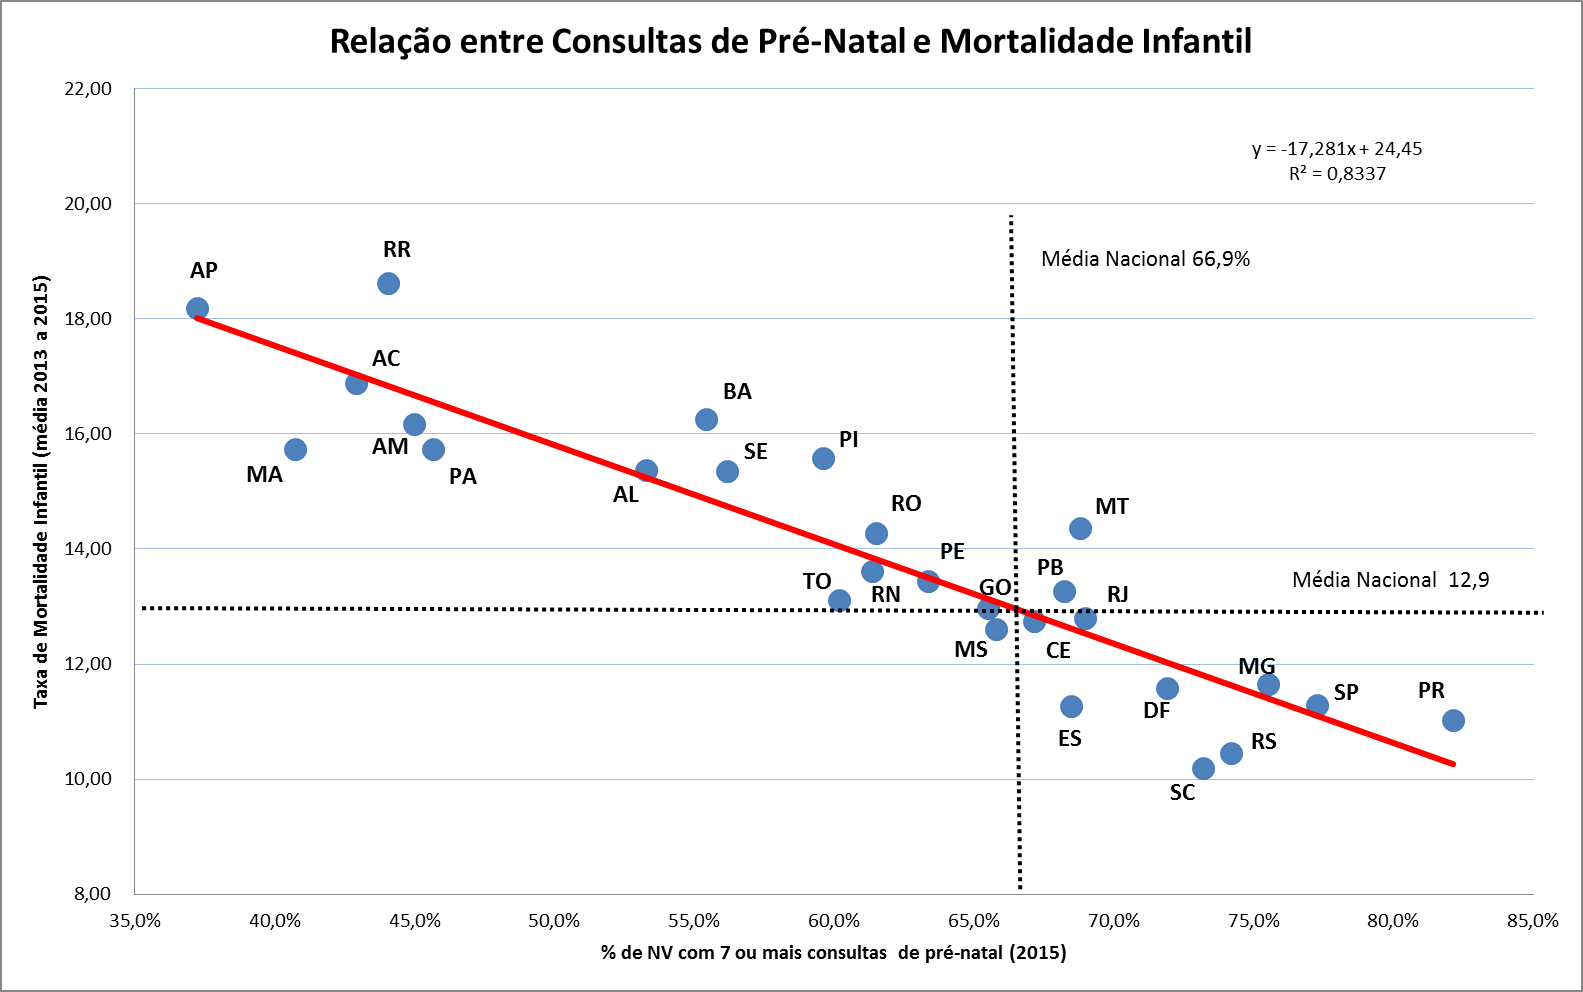 Relação entre Consultas de Pré-Natal e Mortalidade Infantil
22,00
y = -17,281x + 24,45
R² = 0,8337
20,00
Média Nacional 66,9%
RR
AP
18,00
AC
BA
16,00
PI
AM
SE
MA
PA
AL
RO
MT
14,00
PE
PB
Média Nacional 12,9
TO
GO
RN
RJ
MS
CE
12,00
MG
SP
PR
DF
ES
RS
10,00
SC
8,00
Taxa de Mortalidade Infantil (média 2013 a 2015)
35,0% 40,0% 45,0% 50,0% 55,0% 60,0% 65,0% 70,0% 75,0% 80,0% 85,0%
% de NV com 7 ou mais consultas de pré-natal (2015)